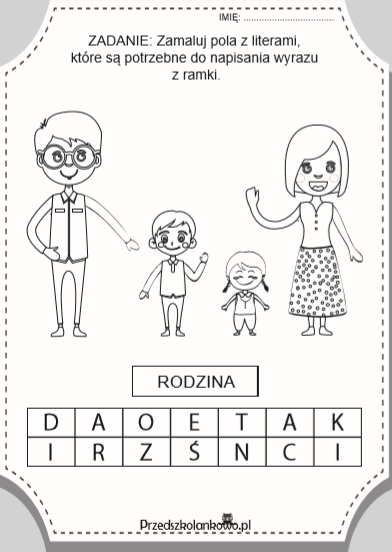 IMIĘ: ..................................
ZADANIE: Zamaluj pola z literami,
które są potrzebne do napisania wyrazu
z ramki.
RODZINA
D A O E T A K
I R Z Ś N C I
Przedszkolankowo.pl